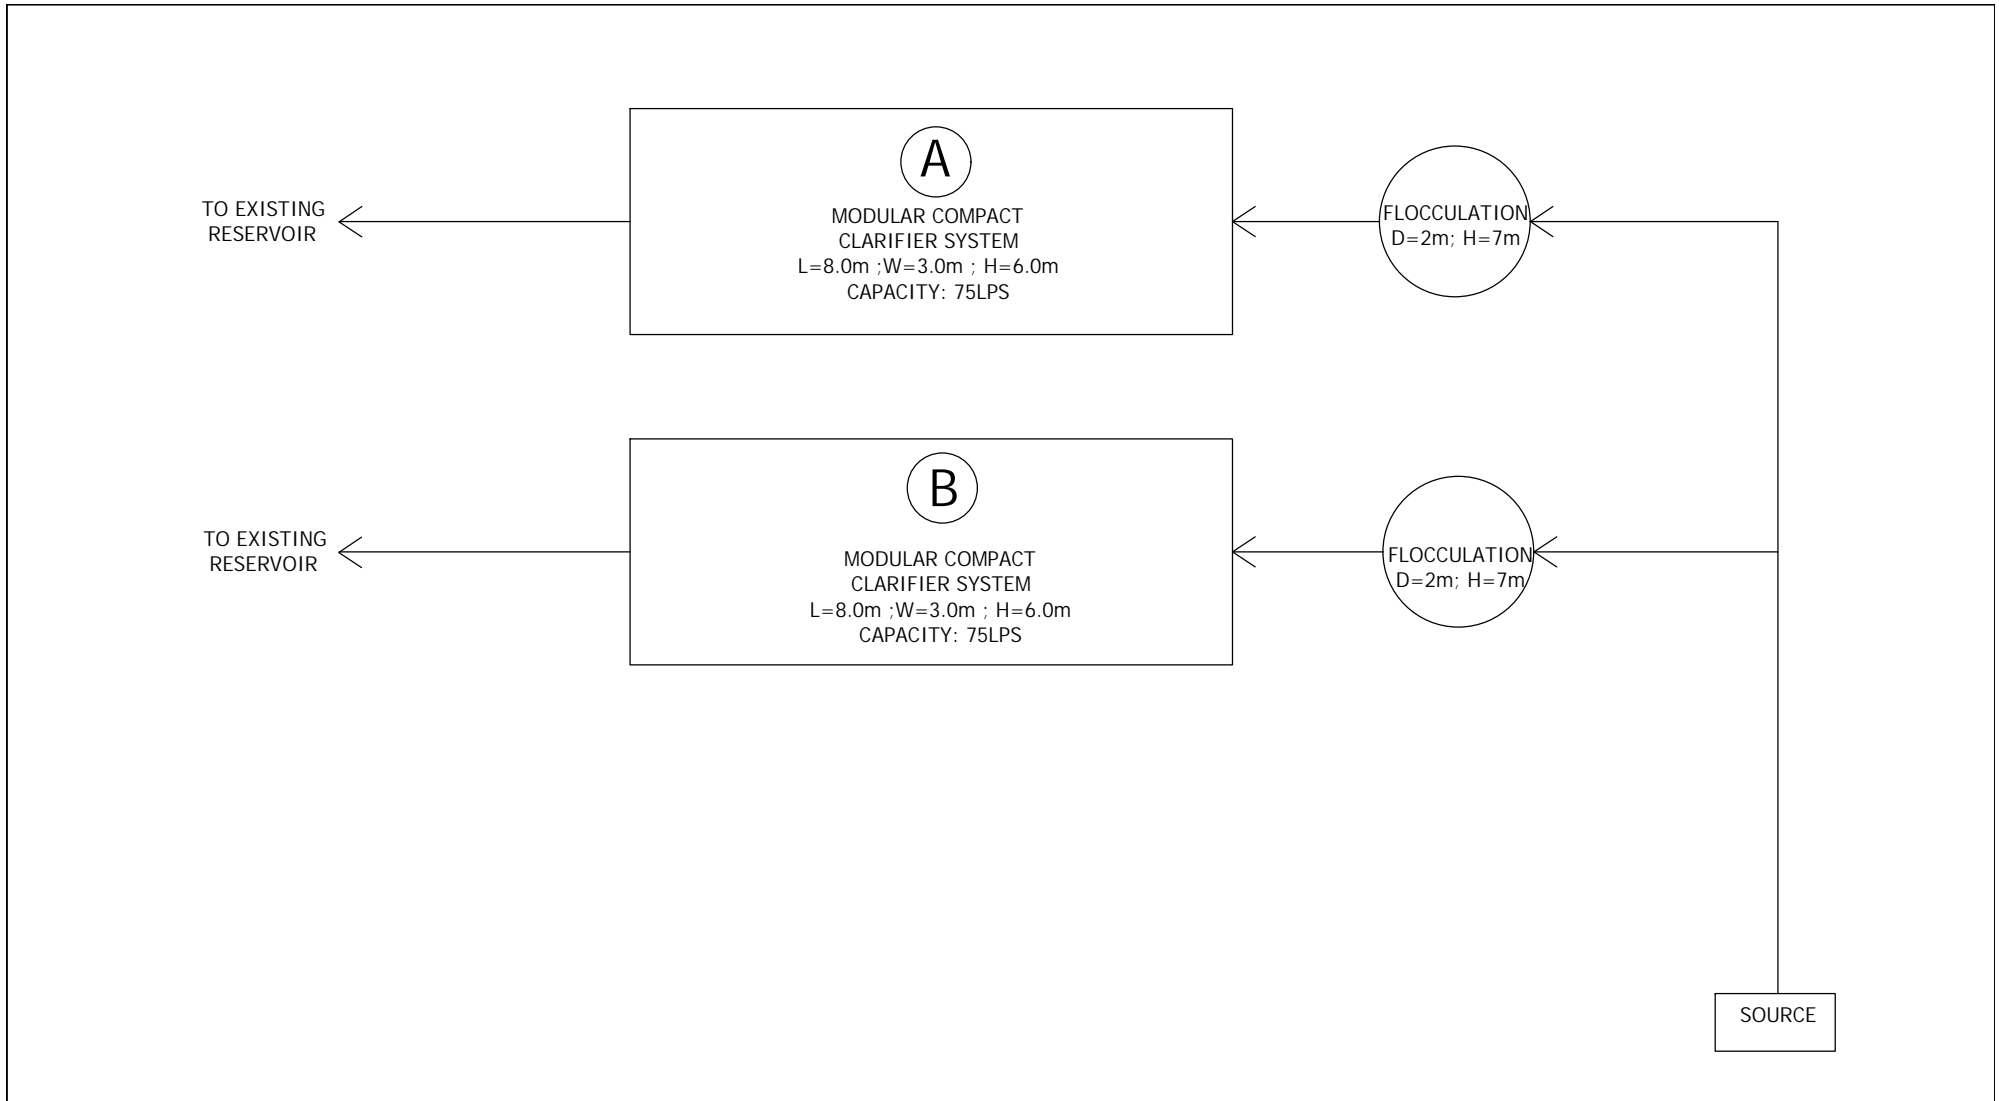 A
MODULAR COMPACT
CLARIFIER SYSTEM
L=8.0m ;W=3.0m ; H=6.0m
CAPACITY: 75LPS
FLOCCULATION
D=2m; H=7m
TO EXISTING
RESERVOIR
B
MODULAR COMPACT
CLARIFIER SYSTEM
L=8.0m ;W=3.0m ; H=6.0m
CAPACITY: 75LPS
FLOCCULATION
D=2m; H=7m
TO EXISTING
RESERVOIR
SOURCE